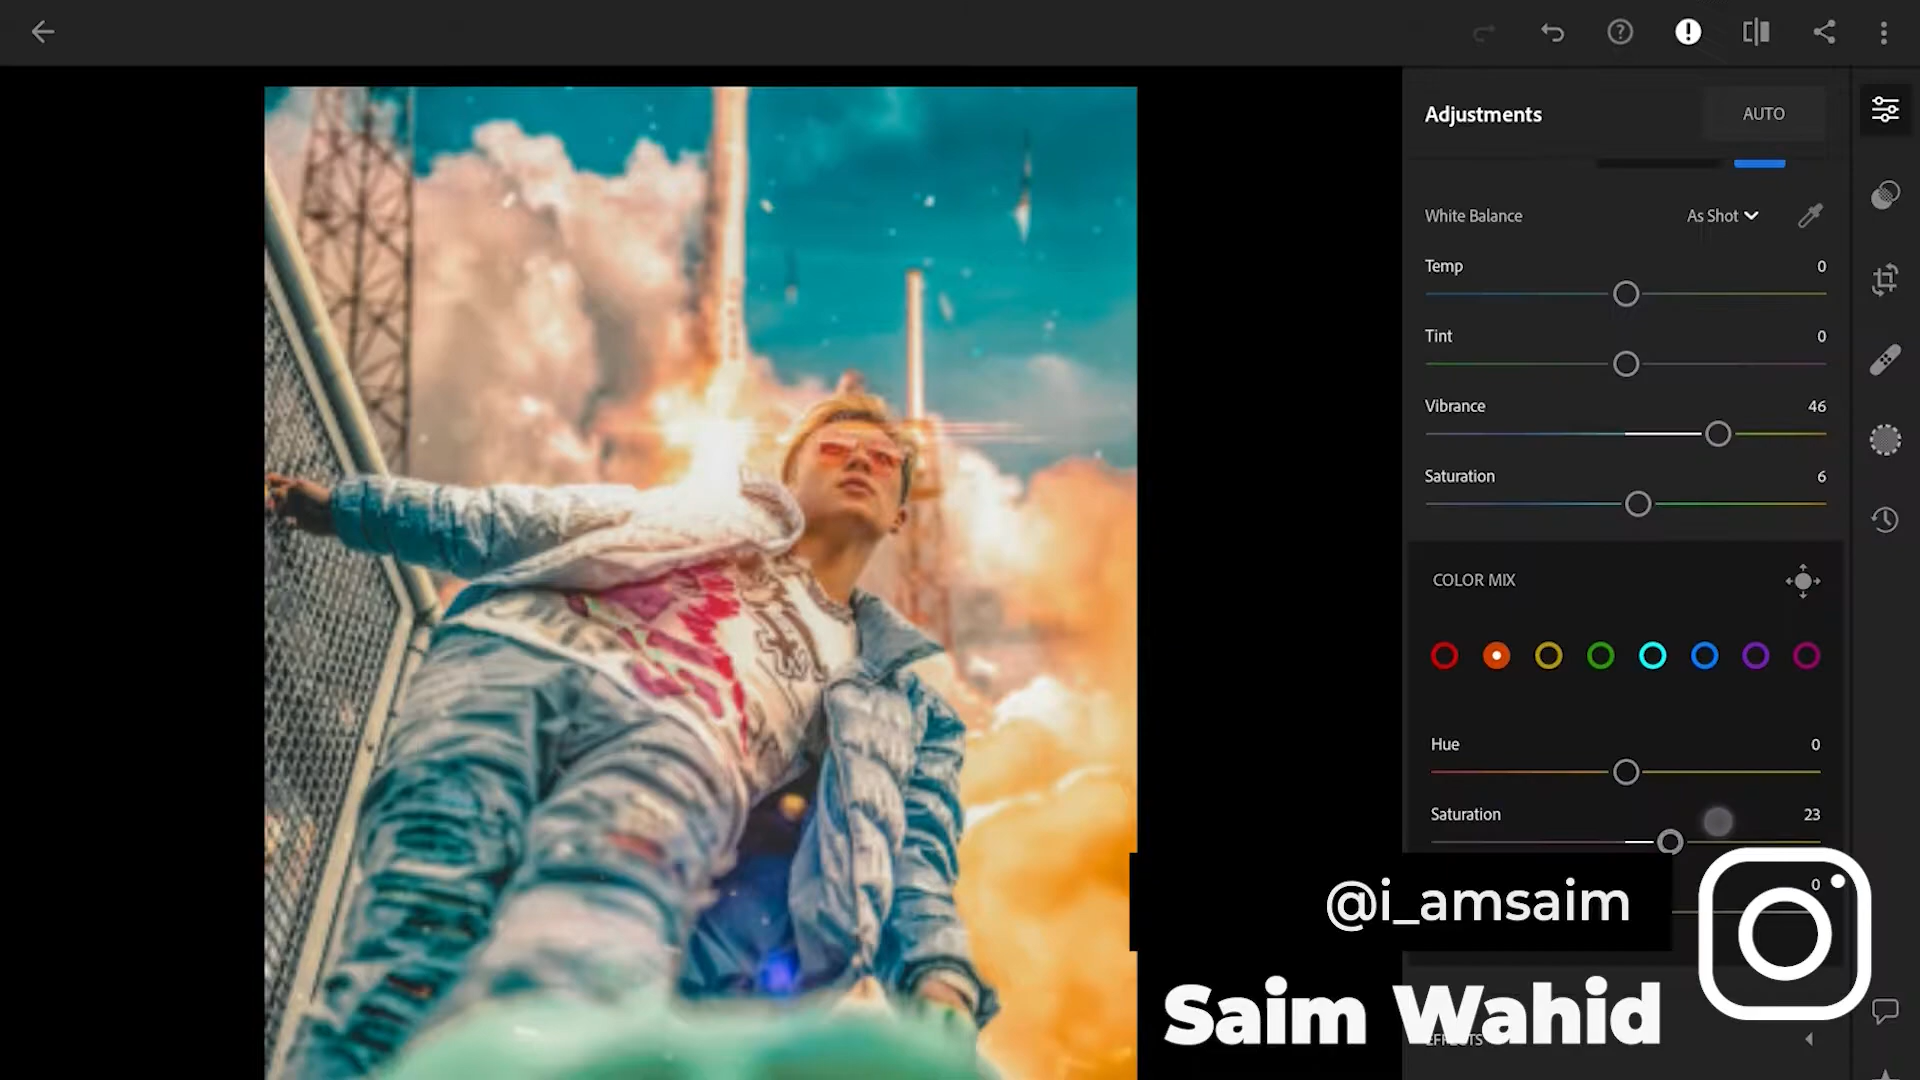 Adjustments
AUTO
White Balance
As Shot
Temp
0
Tint
0
Vibrance
46
Saturation
6
COLOR MIX
Hue
0
Saturation
23
0
@i_amsaim
Saim Wahid
EFFECTS